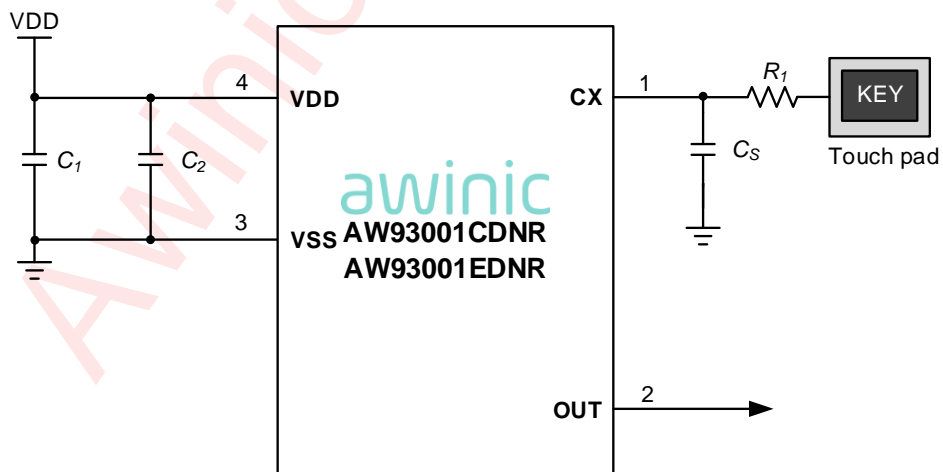 VDD
4
VDD
CX
1
R1
KEY
C1
C2
CS
Touch pad
awinic
3
VSS
AW93001CDNR
AW93001EDNR
OUT
2
Awinic